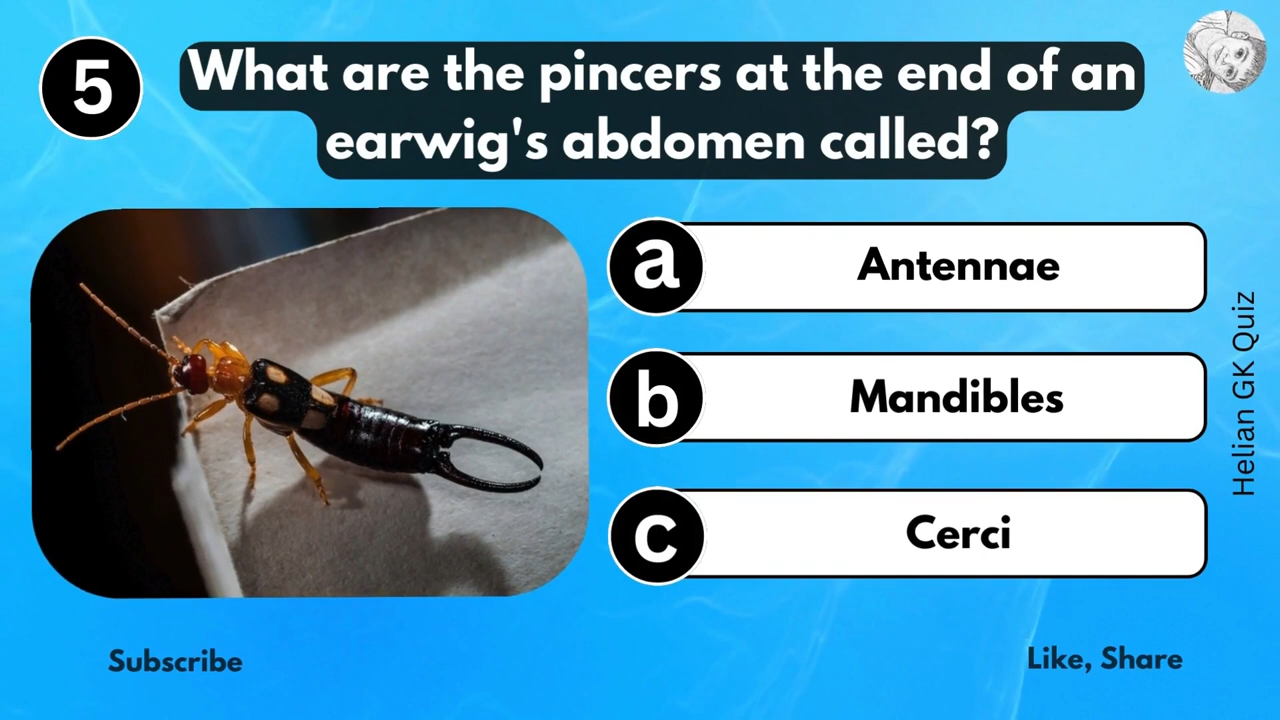 5
What are the pincers at the end of an
earwig's abdomen called?
a
Antennae
b
Mandibles
c
Cerci
Helian GK Quiz
Subscribe
Like, Share